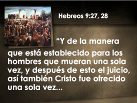 Hebreos 9:27, 28
"Y de la manera
que está establecido para los
hombres que mueran una sola
vez, y después de esto el juicio,
así también Cristo fue ofrecido
una sola vez...